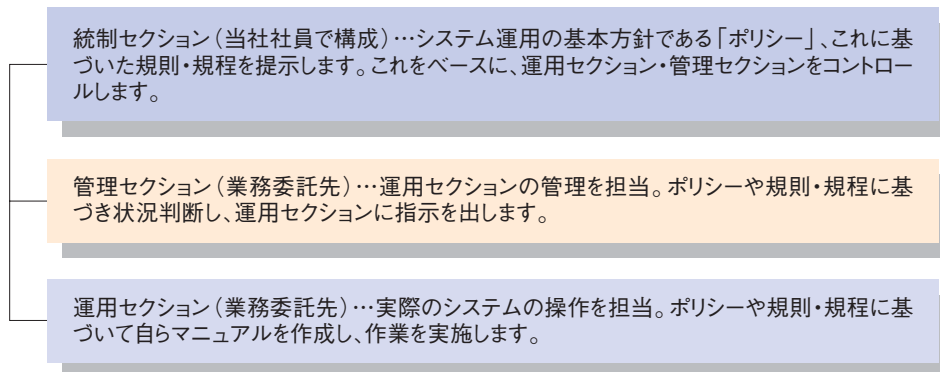 統制セクション（当社社員で構成）…システム運用の基本方針である「ポリシー」、これに基
づいた規則・規程を提示します。これをベースに、運用セクション・管理セクションをコントロー
ルします。
管理セクション（業務委託先）…運用セクションの管理を担当。ポリシーや規則・規程に基
づき状況判断し、運用セクションに指示を出します。
運用セクション（業務委託先）…実際のシステムの操作を担当。ポリシーや規則・規程に基
づいて自らマニュアルを作成し、作業を実施します。